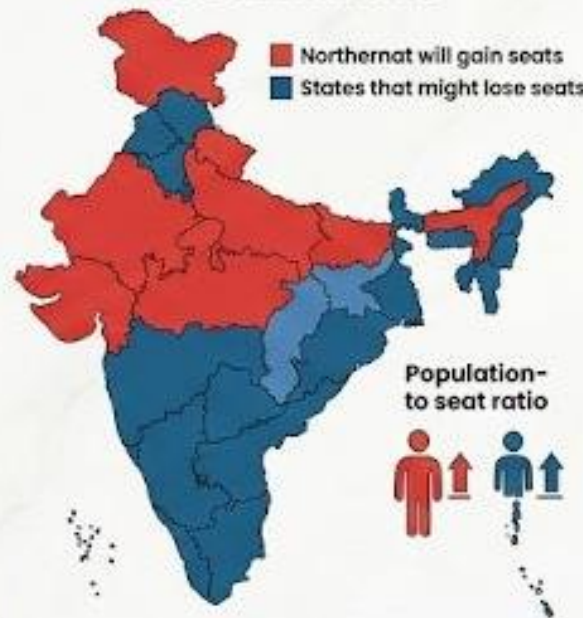 Northernat will gain seats
States that might lose seats
Population-
to seat ratio